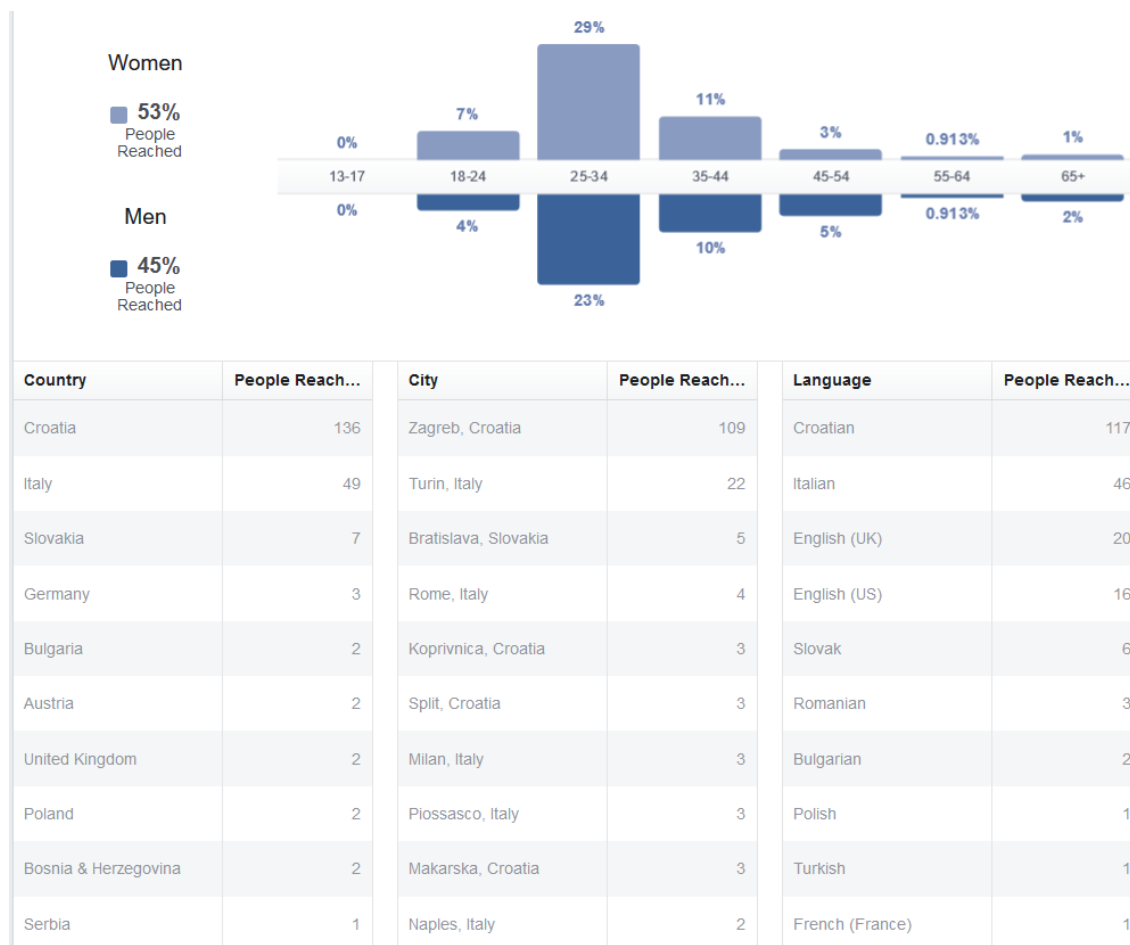 29%
Women
53%
People
Reached
7%
11%
0%
3%
0.913%
1%
13-17 18-24 25-34 35-44 45-54 55-64 65+
Men
0%
4%
10%
5%
0.913%
2%
45%
People
Reached
23%
Country People Reach... City People Reach... Language People Reach...
Croatia 136 Zagreb, Croatia 109 Croatian 117
Italy 49 Turin, Italy 22 Italian 46
Slovakia 7 Bratislava, Slovakia 5 English (UK) 20
Germany 3 Rome, Italy 4 English (US) 16
Bulgaria 2 Koprivnica, Croatia 3 Slovak 6
Austria 2 Split, Croatia 3 Romanian 3
United Kingdom 2 Milan, Italy 3 Bulgarian 2
Poland 2 Piossasco, Italy 3 Polish 1
Bosnia & Herzegovina 2 Makarska, Croatia 3 Turkish 1
Serbia 1 Naples, Italy 2 French (France) 1